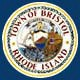 TOWN OF BRISTOL
RHODE ISLAND